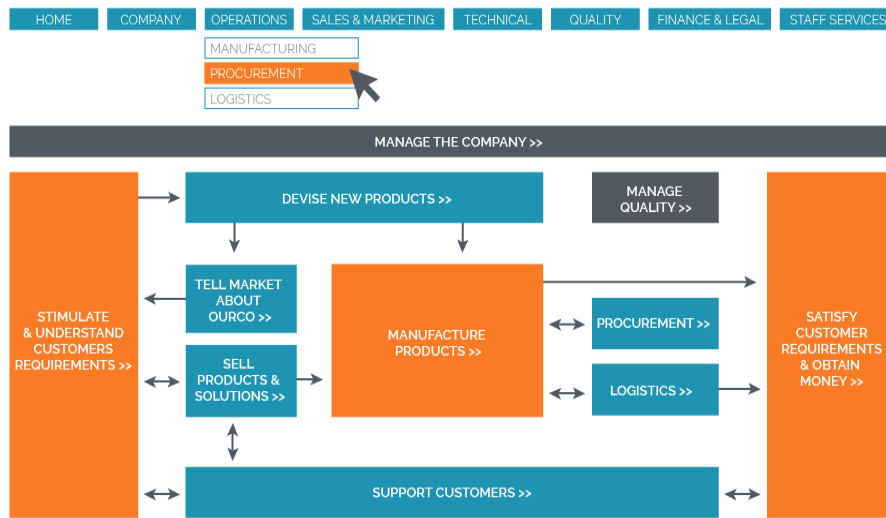 HOME
COMPANY
OPERATIONS
SALES & MARKETING
TECHNICAL
QUALITY
FINANCE & LEGAL
STAFF SERVICES
MANUFACTURING
PROCUREMENT
LOGISTICS
MANAGE THE COMPANY >>
STIMULATE
& UNDERSTAND
CUSTOMERS
REQUIREMENTS >>
DEVISE NEW PRODUCTS >>
MANAGE
QUALITY >>
TELL MARKET
ABOUT
OURCO >>
SELL
PRODUCTS &
SOLUTIONS >>
MANUFACTURE
PRODUCTS >>
PROCUREMENT >>
LOGISTICS >>
SATISFY
CUSTOMER
REQUIREMENTS
& OBTAIN
MONEY >>
SUPPORT CUSTOMERS >>